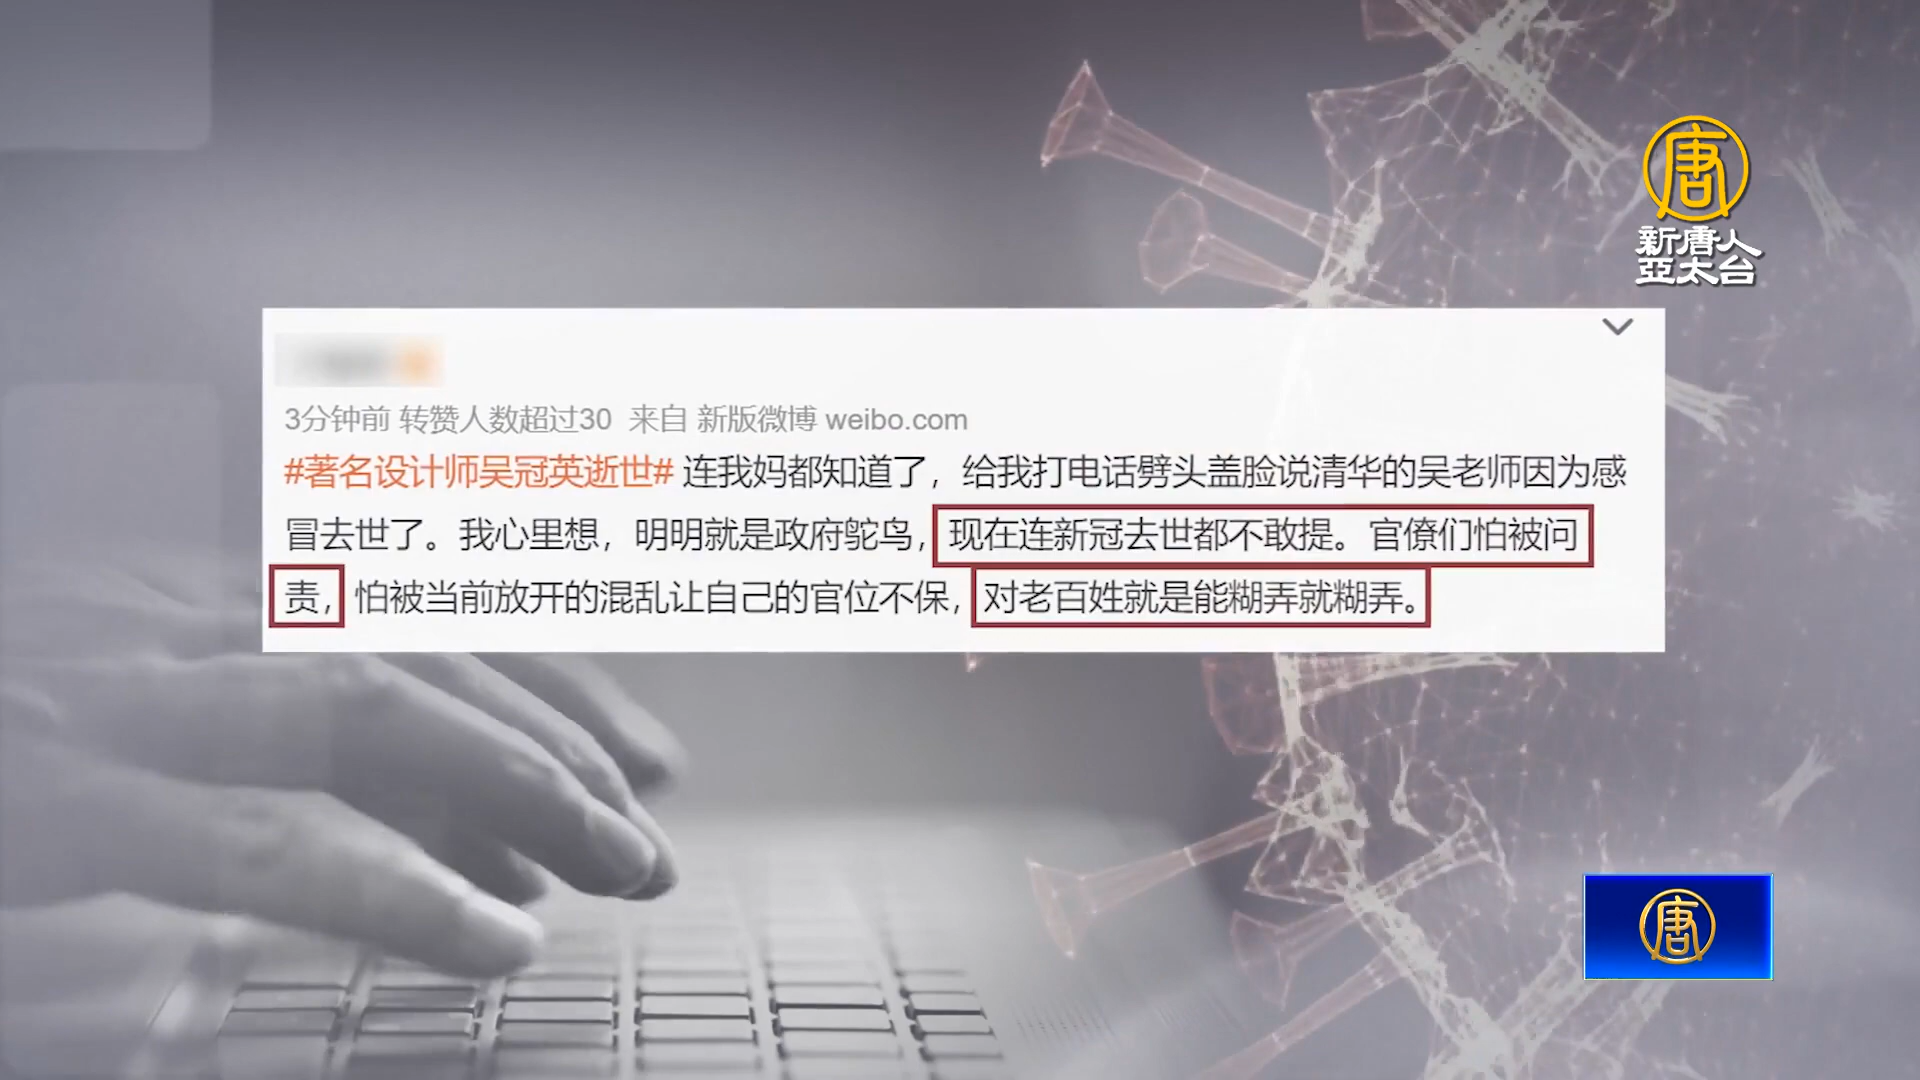 唐
新唐人
亞太台
3分钟前 转赞人数超过30 来自 新版微博 weibo.com
#著名设计师吴冠英逝世# 连我妈都知道了，给我打电话劈头盖脸说清华的吴老师因为感
冒去世了。我心里想，明明就是政府鸵鸟，现在连新冠去世都不敢提。官僚们怕被问
责，怕被当前放开的混乱让自己的官位不保，对老百姓就是能糊弄就糊弄。
唐